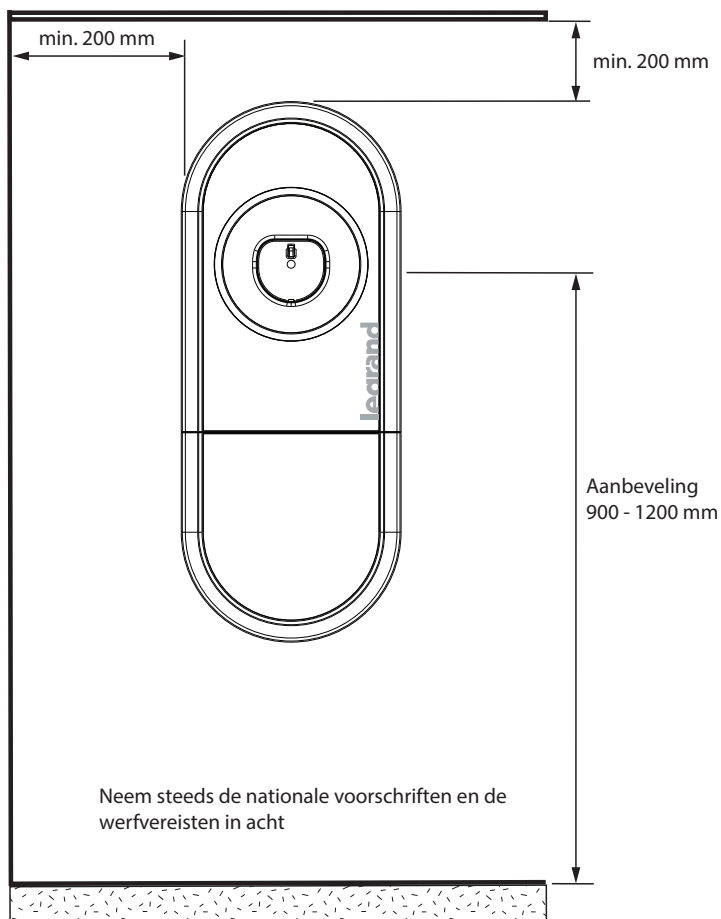 min. 200 mm
min. 200 mm
legrand
Aanbeveling
900 - 1200 mm
Neem steeds de nationale voorschriften en de
werfvereisten in acht